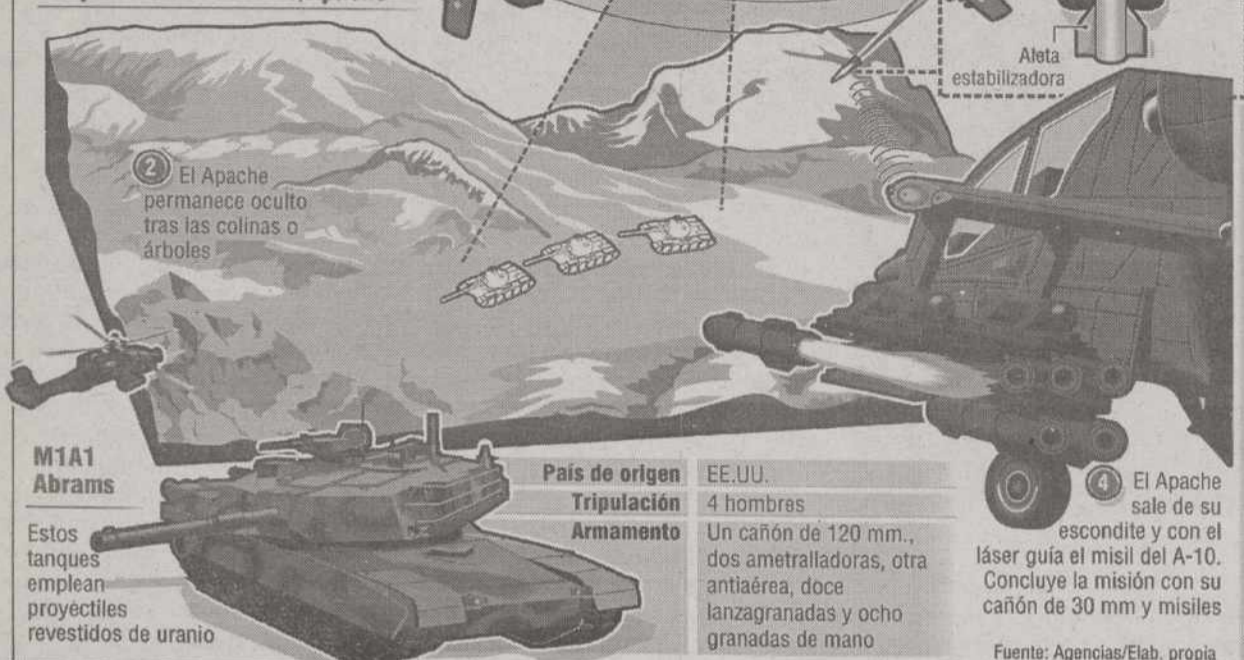 Aleta
estabilizadora
2 El Apache
permanece oculto
tras las colinas o
árboles
M1A1
Abrams
Estos
tanques
emplean
proyectiles
revestidos de uranio
País de origen EE.UU.
Tripulación 4 hombres
Armamento Un cañón de 120 mm.,
dos ametralladoras, otra
antiaérea, doce
lanzagranadas y ocho
granadas de mano
4 El Apache
sale de su
escondite y con el
láser guía el misil del A-10.
Concluye la misión con su
cañón de 30 mm y misiles
Fuente: Agencias/Elab. propia